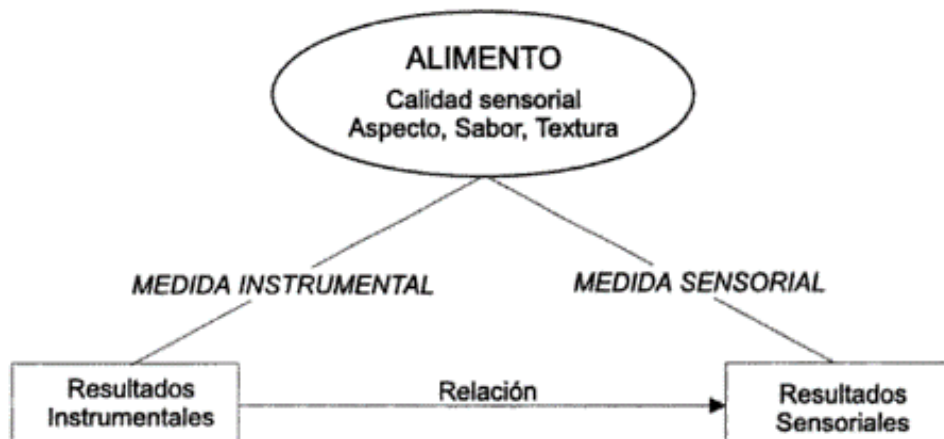 ALIMENTO
Calidad sensorial
Aspecto, Sabor, Textura
MEDIDA INSTRUMENTAL
MEDIDA SENSORIAL
Resultados
Instrumentales
Relación
Resultados
Sensoriales